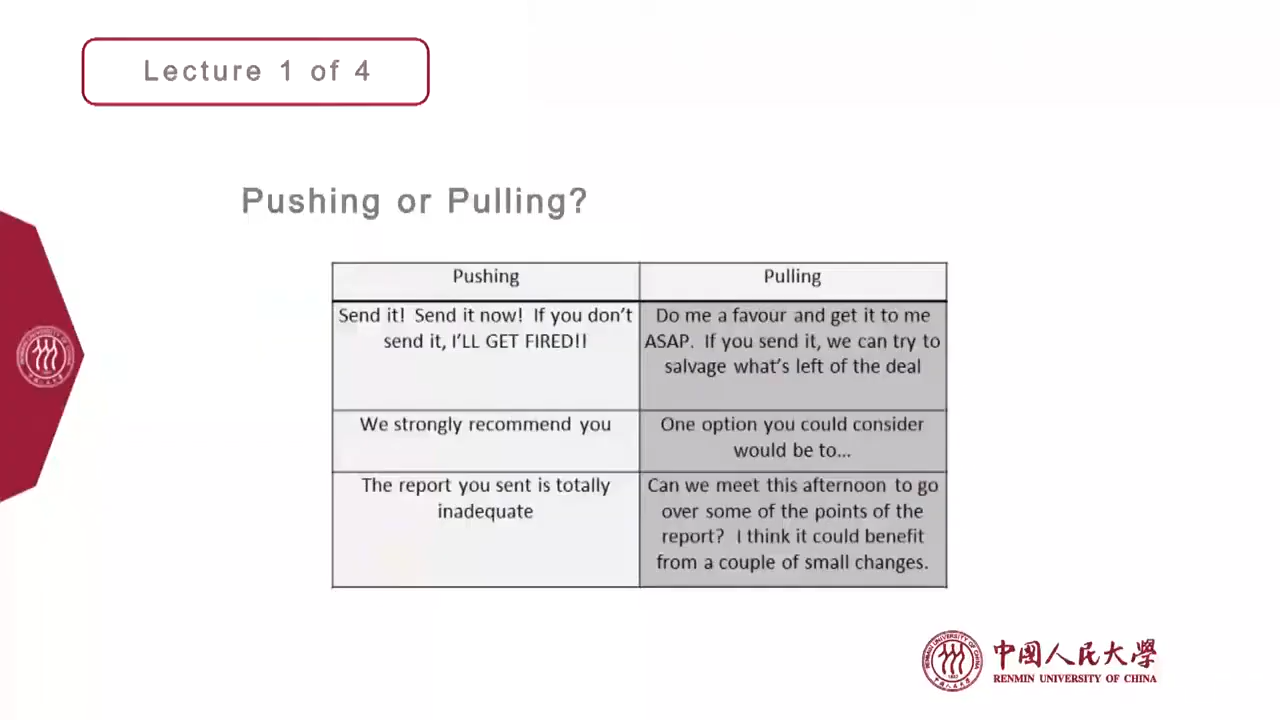 Lecture 1 of 4
Pushing or Pulling?
Pushing
Pulling
Send it! Send it now! If you don't
send it, I'LL GET FIRED!!
Do me a favour and get it to me
ASAP. If you send it, we can try to
salvage what's left of the deal
We strongly recommend you
One option you could consider
would be to...
The report you sent is totally
inadequate
Can we meet this afternoon to go
over some of the points of the
report? I think it could benefit
from a couple of small changes.
中國人民大學
RENMIN UNIVERSITY OF CHINA